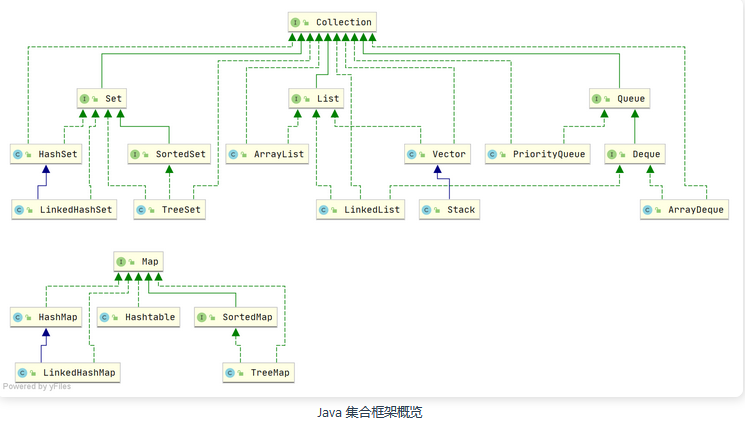 Collection
Set
List
Queue
HashSet
SortedSet
ArrayList
Vector
PriorityQueue
Deque
LinkedHashSet
TreeSet
LinkedList
Stack
ArrayDeque
Map
HashMap
Hashtable
SortedMap
LinkedHashMap
TreeMap
Powered by yFiles
Java 集合框架概览